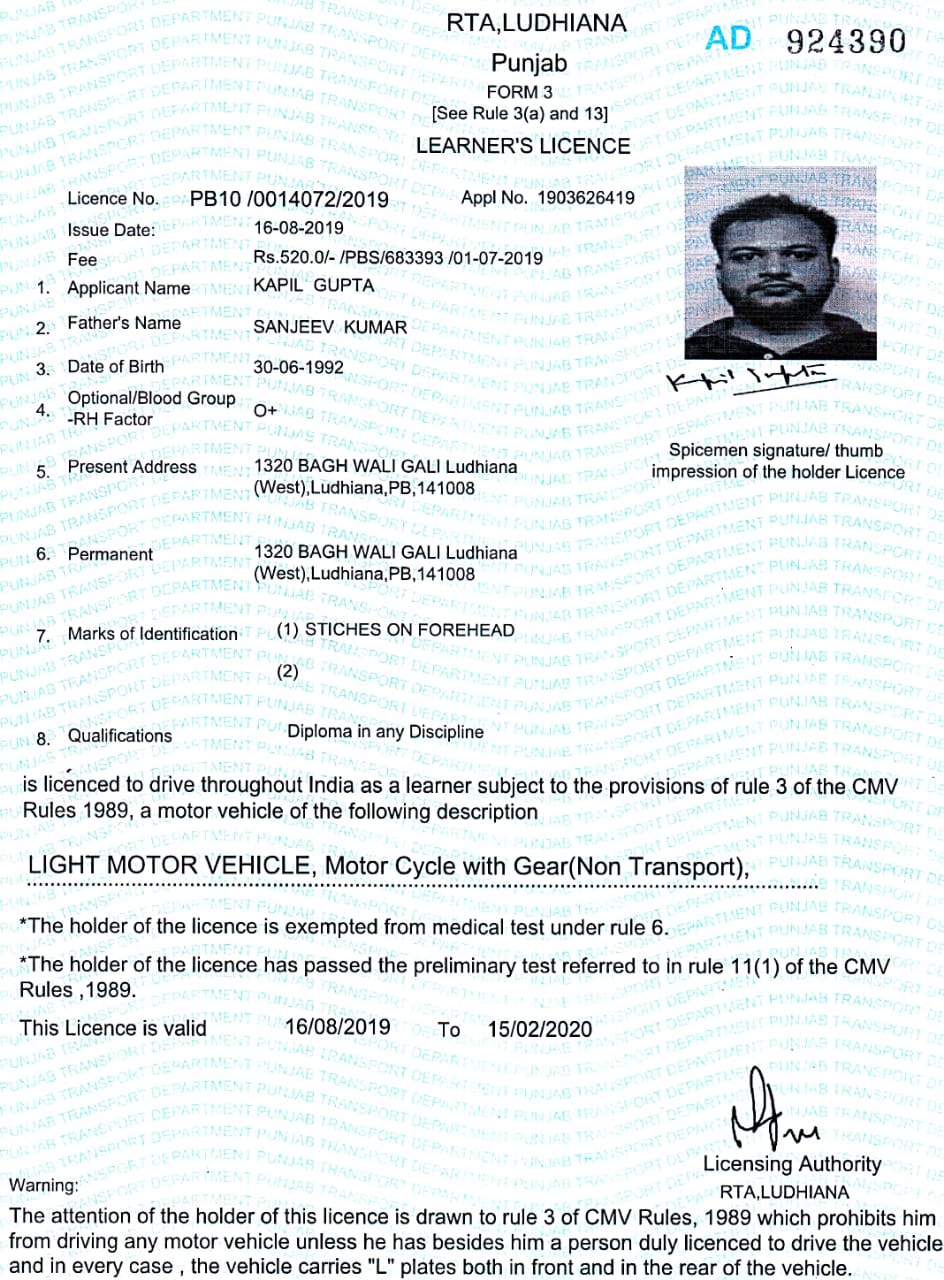 RTA,LUDHIANA
AD 924390
Punjab
FORM 3
[See Rule 3(a) and 13]
LEARNER'S LICENCE
Licence No. PB10 /0014072/2019 Appl No. 1903626419
Issue Date: 16-08-2019
Fee Rs.520.0/- /PBS/683393 /01-07-2019
1. Applicant Name KAPIL GUPTA
2. Father's Name SANJEEV KUMAR
3. Date of Birth 30-06-1992
4. Optional/Blood Group
-RH Factor O+
Kapil Gupta
Spicemen signature/ thumb
impression of the holder Licence
5. Present Address 1320 BAGH WALI GALI Ludhiana
(West),Ludhiana,PB,141008
6. Permanent 1320 BAGH WALI GALI Ludhiana
(West),Ludhiana,PB,141008
7. Marks of Identification (1) STICHES ON FOREHEAD
(2)
8. Qualifications Diploma in any Discipline
is licenced to drive throughout India as a learner subject to the provisions of rule 3 of the CMV
Rules 1989, a motor vehicle of the following description
LIGHT MOTOR VEHICLE, Motor Cycle with Gear(Non Transport),
*The holder of the licence is exempted from medical test under rule 6.
*The holder of the licence has passed the preliminary test referred to in rule 11(1) of the CMV
Rules ,1989.
This Licence is valid 16/08/2019 To 15/02/2020
Licensing Authority
RTA,LUDHIANA
Warning:
The attention of the holder of this licence is drawn to rule 3 of CMV Rules, 1989 which prohibits him
from driving any motor vehicle unless he has besides him a person duly licenced to drive the vehicle
and in every case , the vehicle carries "L" plates both in front and in the rear of the vehicle.
PUNJAB TRANSPORT DEPARTMENT